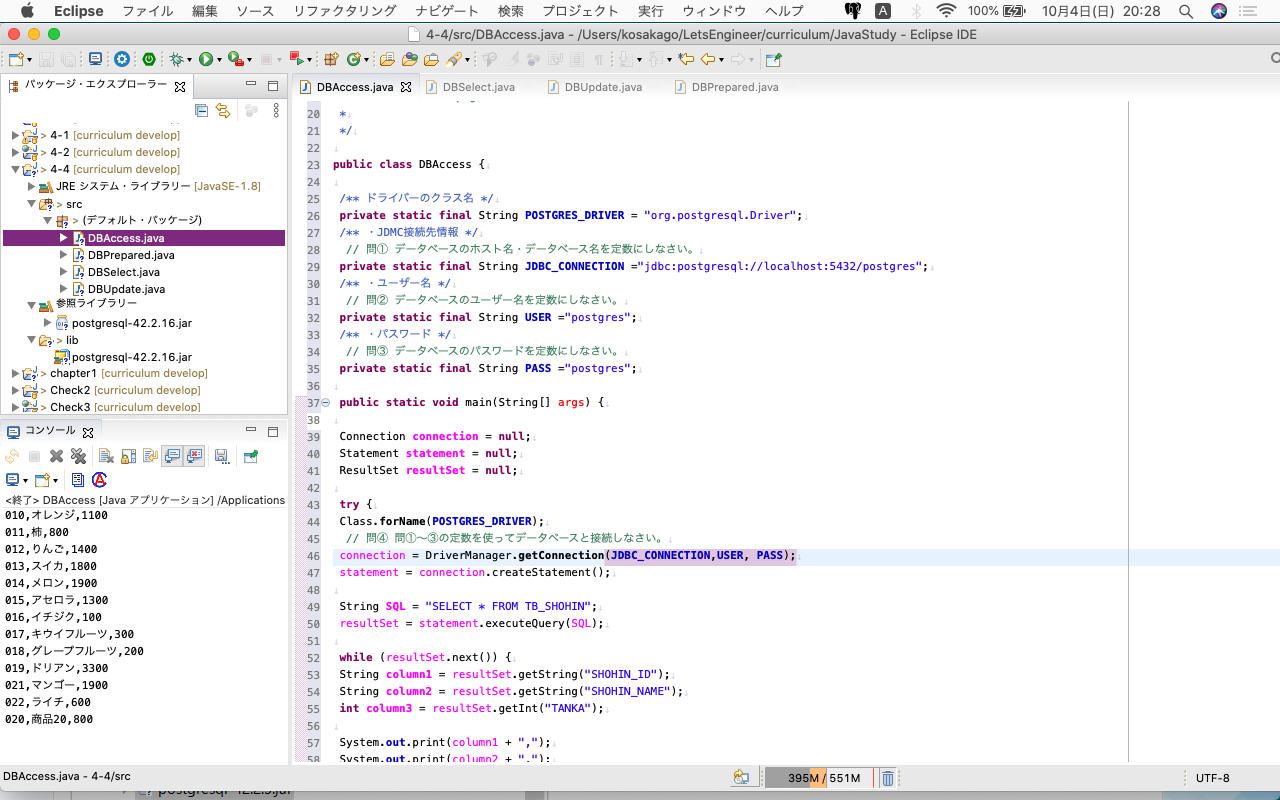 Eclipse ファイル 編集 ソース リファクタリング ナビゲート 検索 プロジェクト 実行 ウィンドウ ヘルプ A 100% 10月4日(日) 20:28
4-4/src/DBAccess.java - /Users/kosakago/LetsEngineer/curriculum/JavaStudy - Eclipse IDE
パッケージ・エクスプローラー
> 4-1 [curriculum develop]
> 4-2 [curriculum develop]
> 4-4 [curriculum develop]
JRE システム・ライブラリー [JavaSE-1.8]
> src
> (デフォルト・パッケージ)
DBAccess.java
DBPrepared.java
DBSelect.java
DBUpdate.java
参照ライブラリー
postgresql-42.2.16.jar
> lib
postgresql-42.2.16.jar
> chapter1 [curriculum develop]
> Check2 [curriculum develop]
> Check3 [curriculum develop]
コンソール
<終了> DBAccess [Java アプリケーション] /Applications
010,オレンジ,1100
011,柿,800
012,りんご,1400
013,スイカ,1800
014,メロン,1900
015,アセロラ,1300
016,イチジク,100
017,キウイフルーツ,300
018,グレープフルーツ,200
019,ドリアン,3300
021,マンゴー,1900
022,ライチ,600
020,商品20,800
DBAccess.java DBSelect.java DBUpdate.java DBPrepared.java
20 *
21 */
22
23 public class DBAccess {
24
25 /** ドライバーのクラス名 */
26 private static final String POSTGRES_DRIVER = "org.postgresql.Driver";
27 /** ・JDMC接続先情報 */
28 // 問① データベースのホスト名・データベース名を定数にしなさい。
29 private static final String JDBC_CONNECTION ="jdbc:postgresql://localhost:5432/postgres";
30 /** ・ユーザー名 */
31 // 問② データベースのユーザー名を定数にしなさい。
32 private static final String USER ="postgres";
33 /** ・パスワード */
34 // 問③ データベースのパスワードを定数にしなさい。
35 private static final String PASS ="postgres";
36
37 public static void main(String[] args) {
38
39 Connection connection = null;
40 Statement statement = null;
41 ResultSet resultSet = null;
42
43 try {
44 Class.forName(POSTGRES_DRIVER);
45 // 問④ 問①〜③の定数を使ってデータベースと接続しなさい。
46 connection = DriverManager.getConnection(JDBC_CONNECTION,USER, PASS);
47 statement = connection.createStatement();
48
49 String SQL = "SELECT * FROM TB_SHOHIN";
50 resultSet = statement.executeQuery(SQL);
51
52 while (resultSet.next()) {
53 String column1 = resultSet.getString("SHOHIN_ID");
54 String column2 = resultSet.getString("SHOHIN_NAME");
55 int column3 = resultSet.getInt("TANKA");
56
57 System.out.print(column1 + ",");
58 System.out.print(column2 + ",");
DBAccess.java - 4-4/src
395M / 551M
UTF-8